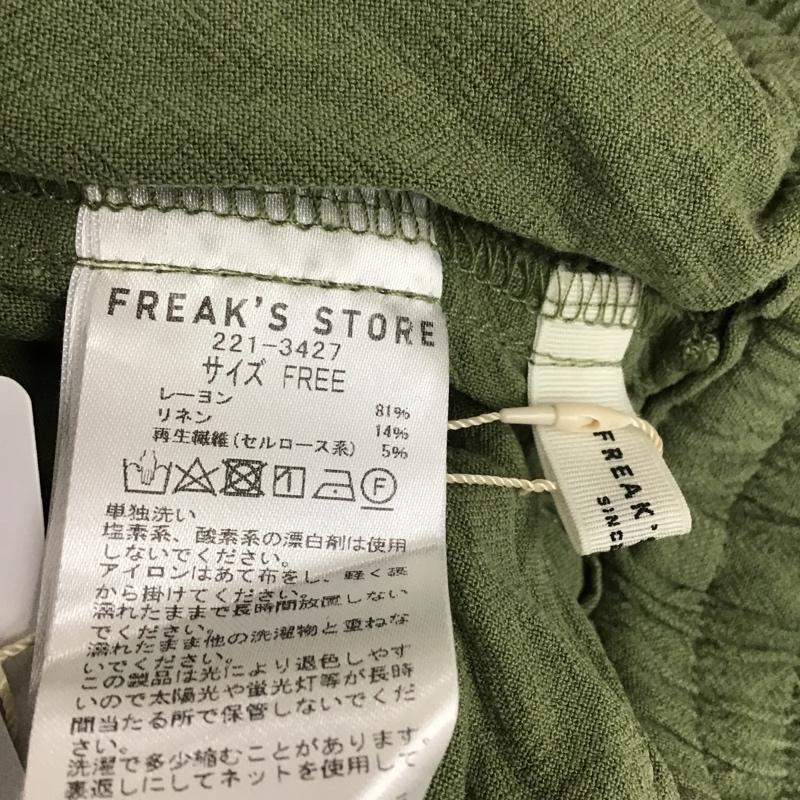 FREAK'S STORE
221-3427
サイズ FREE
レーヨン 81%
リネン 14%
再生繊維(セルロース系) 5%
F
単独洗い
塩素系、酸素系の漂白剤は使用
しないでください。
アイロンはあて布をし、軽く裏
から掛けてください。
濡れたままで長時間放置しない
でください。
濡れたまま他の洗濯物と重ねな
いでください。
この製品は光により退色しやす
いので太陽光や蛍光灯等が長時
間当たる所で保管しないでくだ
さい。
洗濯で多少縮むことがあります。
裏返しにしてネットを使用して
FREAK'S
SINCE